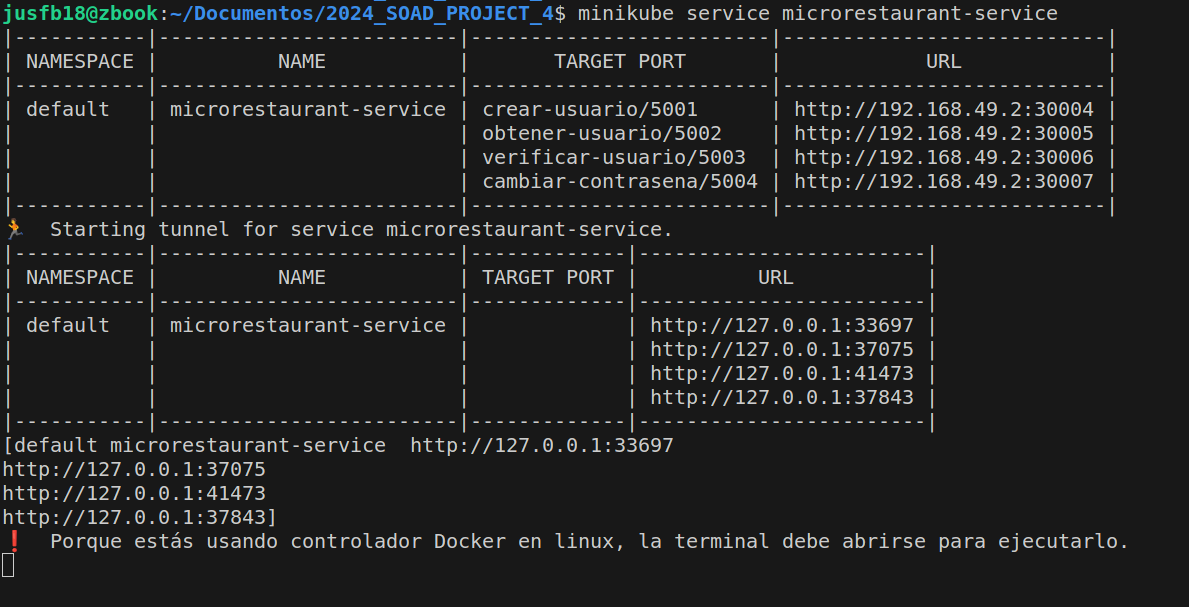 jusfb18@zbook:~/Documentos/2024_SOAD_PROJECT_4$ minikube service microrestaurant-service
|-----------|-------------------------|-------------------------|---------------------------|
| NAMESPACE |          NAME           |       TARGET PORT       |            URL            |
|-----------|-------------------------|-------------------------|---------------------------|
| default   | microrestaurant-service | crear-usuario/5001      | http://192.168.49.2:30004 |
|           |                         | obtener-usuario/5002    | http://192.168.49.2:30005 |
|           |                         | verificar-usuario/5003  | http://192.168.49.2:30006 |
|           |                         | cambiar-contrasena/5004 | http://192.168.49.2:30007 |
|-----------|-------------------------|-------------------------|---------------------------|
🏃  Starting tunnel for service microrestaurant-service.
|-----------|-------------------------|-------------|------------------------|
| NAMESPACE |          NAME           | TARGET PORT |          URL           |
|-----------|-------------------------|-------------|------------------------|
| default   | microrestaurant-service |             | http://127.0.0.1:33697 |
|           |                         |             | http://127.0.0.1:37075 |
|           |                         |             | http://127.0.0.1:41473 |
|           |                         |             | http://127.0.0.1:37843 |
|-----------|-------------------------|-------------|------------------------|
[default microrestaurant-service  http://127.0.0.1:33697
http://127.0.0.1:37075
http://127.0.0.1:41473
http://127.0.0.1:37843]
❗  Porque estás usando controlador Docker en linux, la terminal debe abrirse para ejecutarlo.